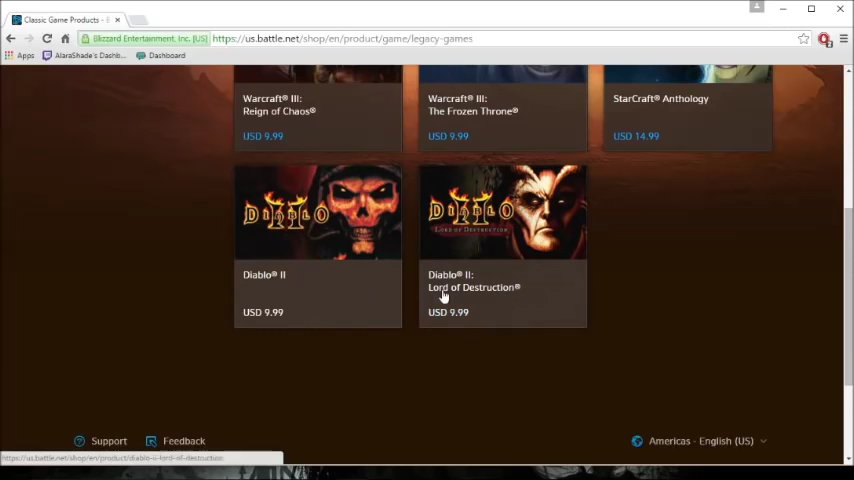 Classic Game Products - B
Blizzard Entertainment, Inc. [US]
https://us.battle.net/shop/en/product/game/legacy-games
Apps
AlaraShade's Dashb...
Dashboard
Warcraft® III:
Reign of Chaos®
USD 9.99
Warcraft® III:
The Frozen Throne®
USD 9.99
StarCraft® Anthology
USD 14.99
DIABLO II
Diablo® II
USD 9.99
DIABLO II
LORD OF DESTRUCTION
Diablo® II:
Lord of Destruction®
USD 9.99
Support
Feedback
Americas - English (US)
https://us.battle.net/shop/en/product/diablo-ii-lord-of-destruction